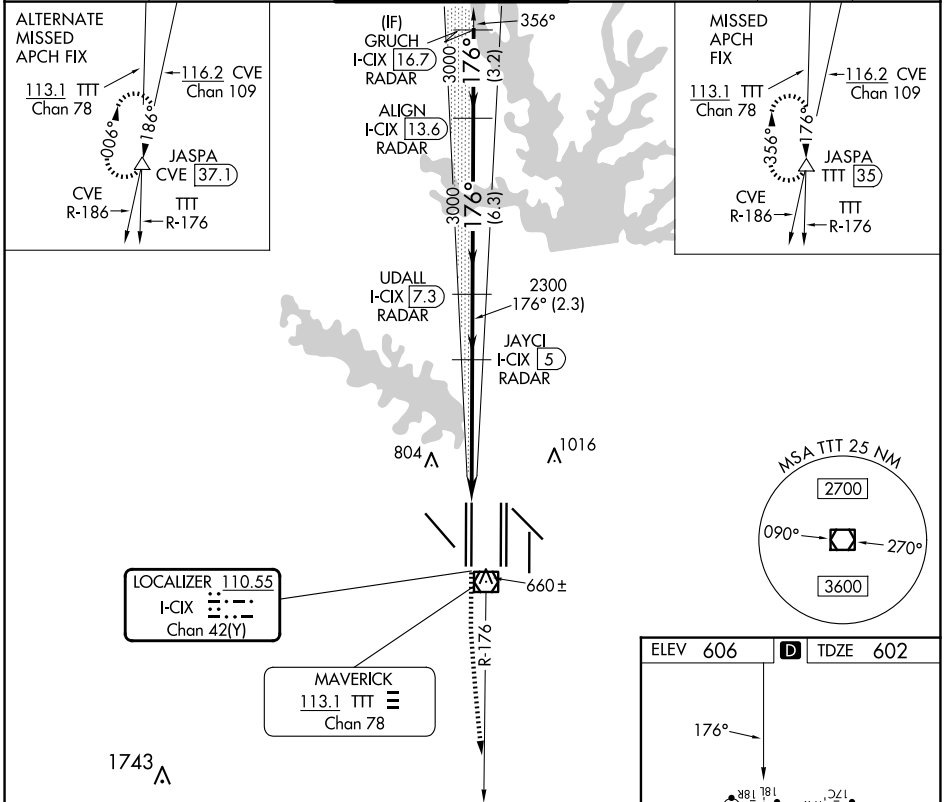 ALTERNATE
MISSED
APCH FIX
113.1 TTT
Chan 78
116.2 CVE
Chan 109
006°
186°
JASPA
CVE 37.1
CVE
R-186
TTT
R-176
(IF)
GRUCH
I-CIX 16.7
RADAR
356°
3000
176°
(3.2)
ALIGN
I-CIX 13.6
RADAR
3000
176°
(6.3)
UDALL
I-CIX 7.3
RADAR
2300
176° (2.3)
JAYCI
I-CIX 5
RADAR
MISSED
APCH
FIX
113.1 TTT
Chan 78
116.2 CVE
Chan 109
356°
176°
JASPA
TTT 35
CVE
R-186
TTT
R-176
804
1016
MSA TTT 25 NM
2700
090°
270°
3600
660±
LOCALIZER 110.55
I-CIX
Chan 42(Y)
R-176
MAVERICK
113.1 TTT
Chan 78
1743
ELEV 606
D
TDZE 602
176°
18R
18L
17C